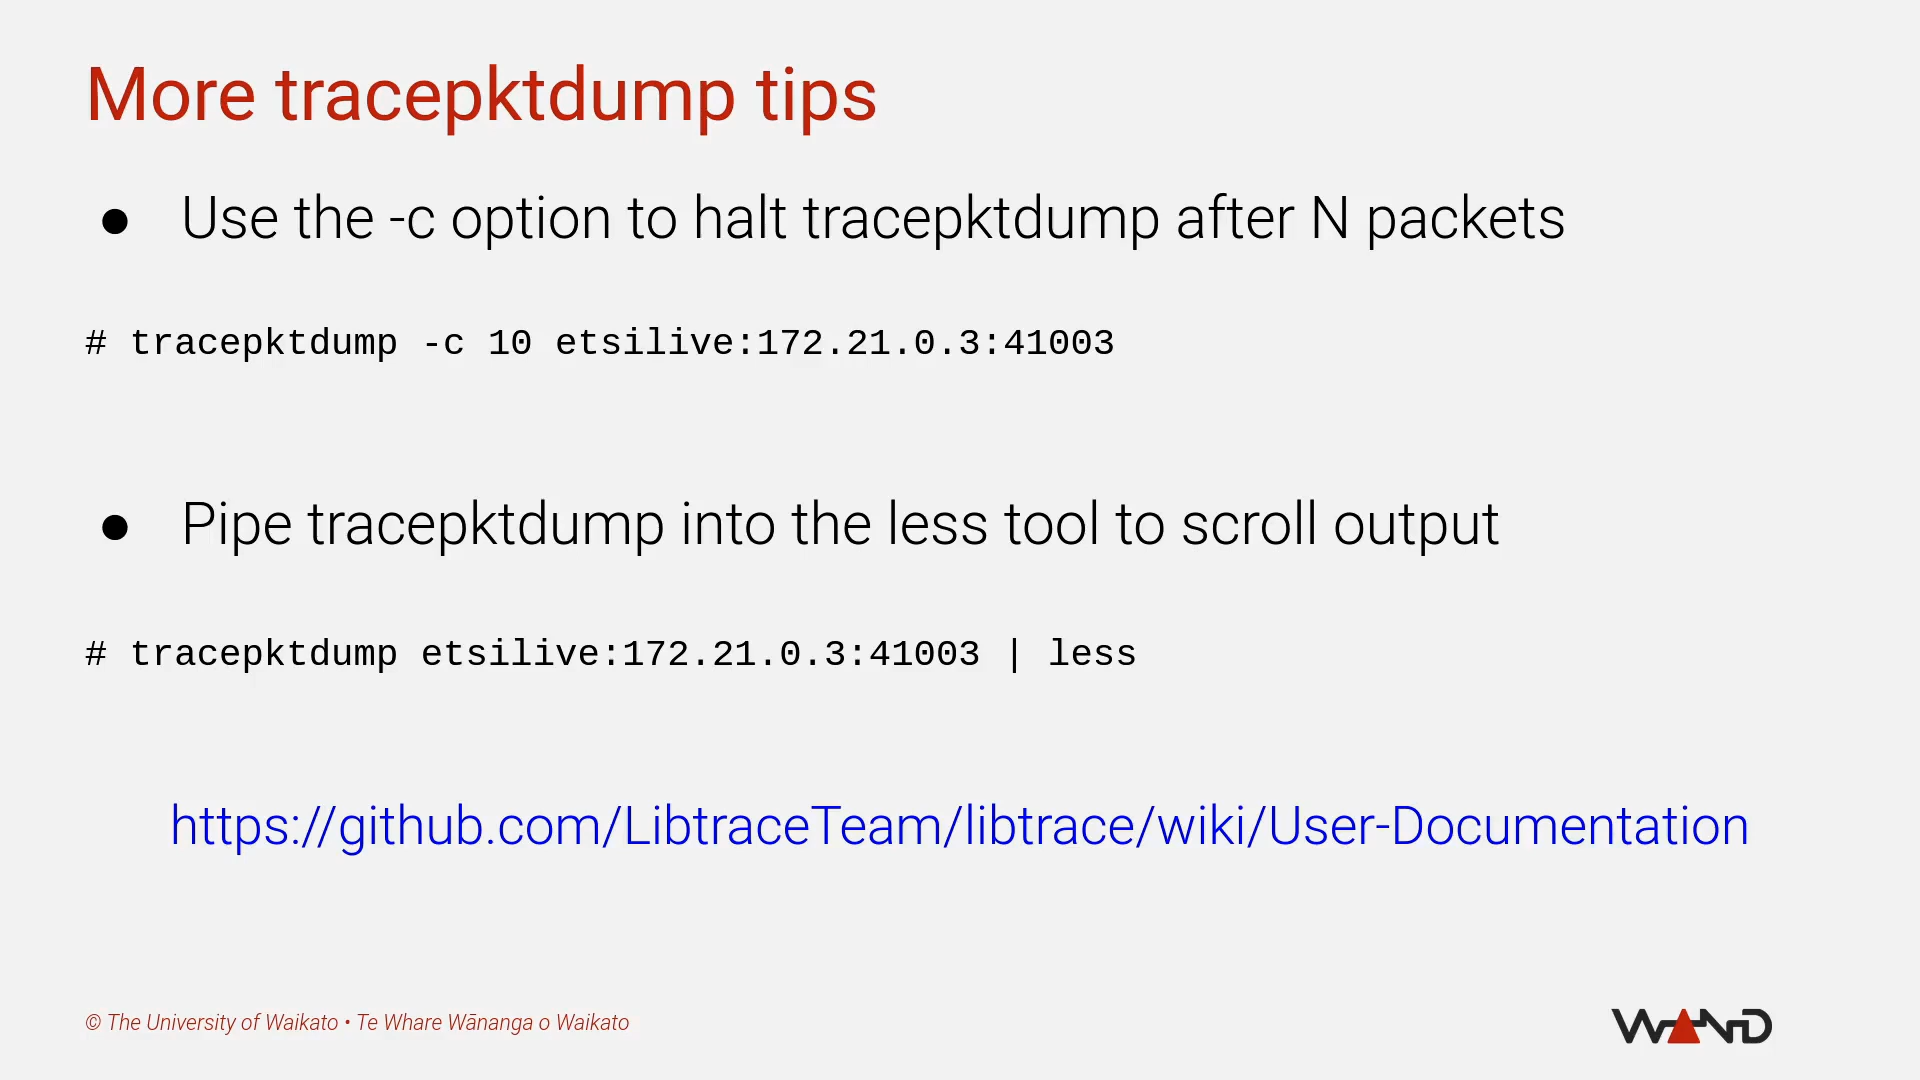 More tracepktdump tips
● Use the -c option to halt tracepktdump after N packets
# tracepktdump -c 10 etsilive:172.21.0.3:41003
● Pipe tracepktdump into the less tool to scroll output
# tracepktdump etsilive:172.21.0.3:41003 | less
https://github.com/LibtraceTeam/libtrace/wiki/User-Documentation
© The University of Waikato • Te Whare Wānanga o Waikato
WAND